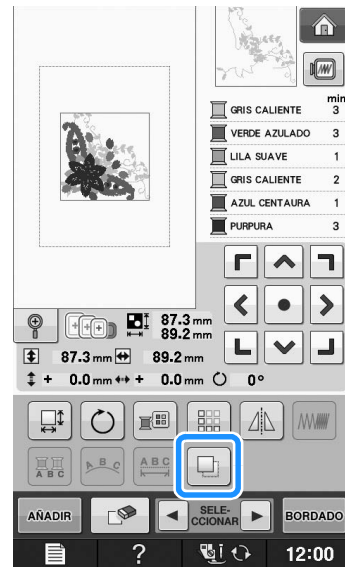 min
GRIS CALIENTE 3
VERDE AZULADO 3
LILA SUAVE 1
GRIS CALIENTE 2
AZUL CENTAURA 1
PURPURA 3
87.3 mm
89.2 mm
87.3 mm 89.2 mm
+ 0.0 mm + 0.0 mm 0°
A B C
A B C
A B C
AÑADIR
SELE-
CCIONAR
BORDADO
?
12:00